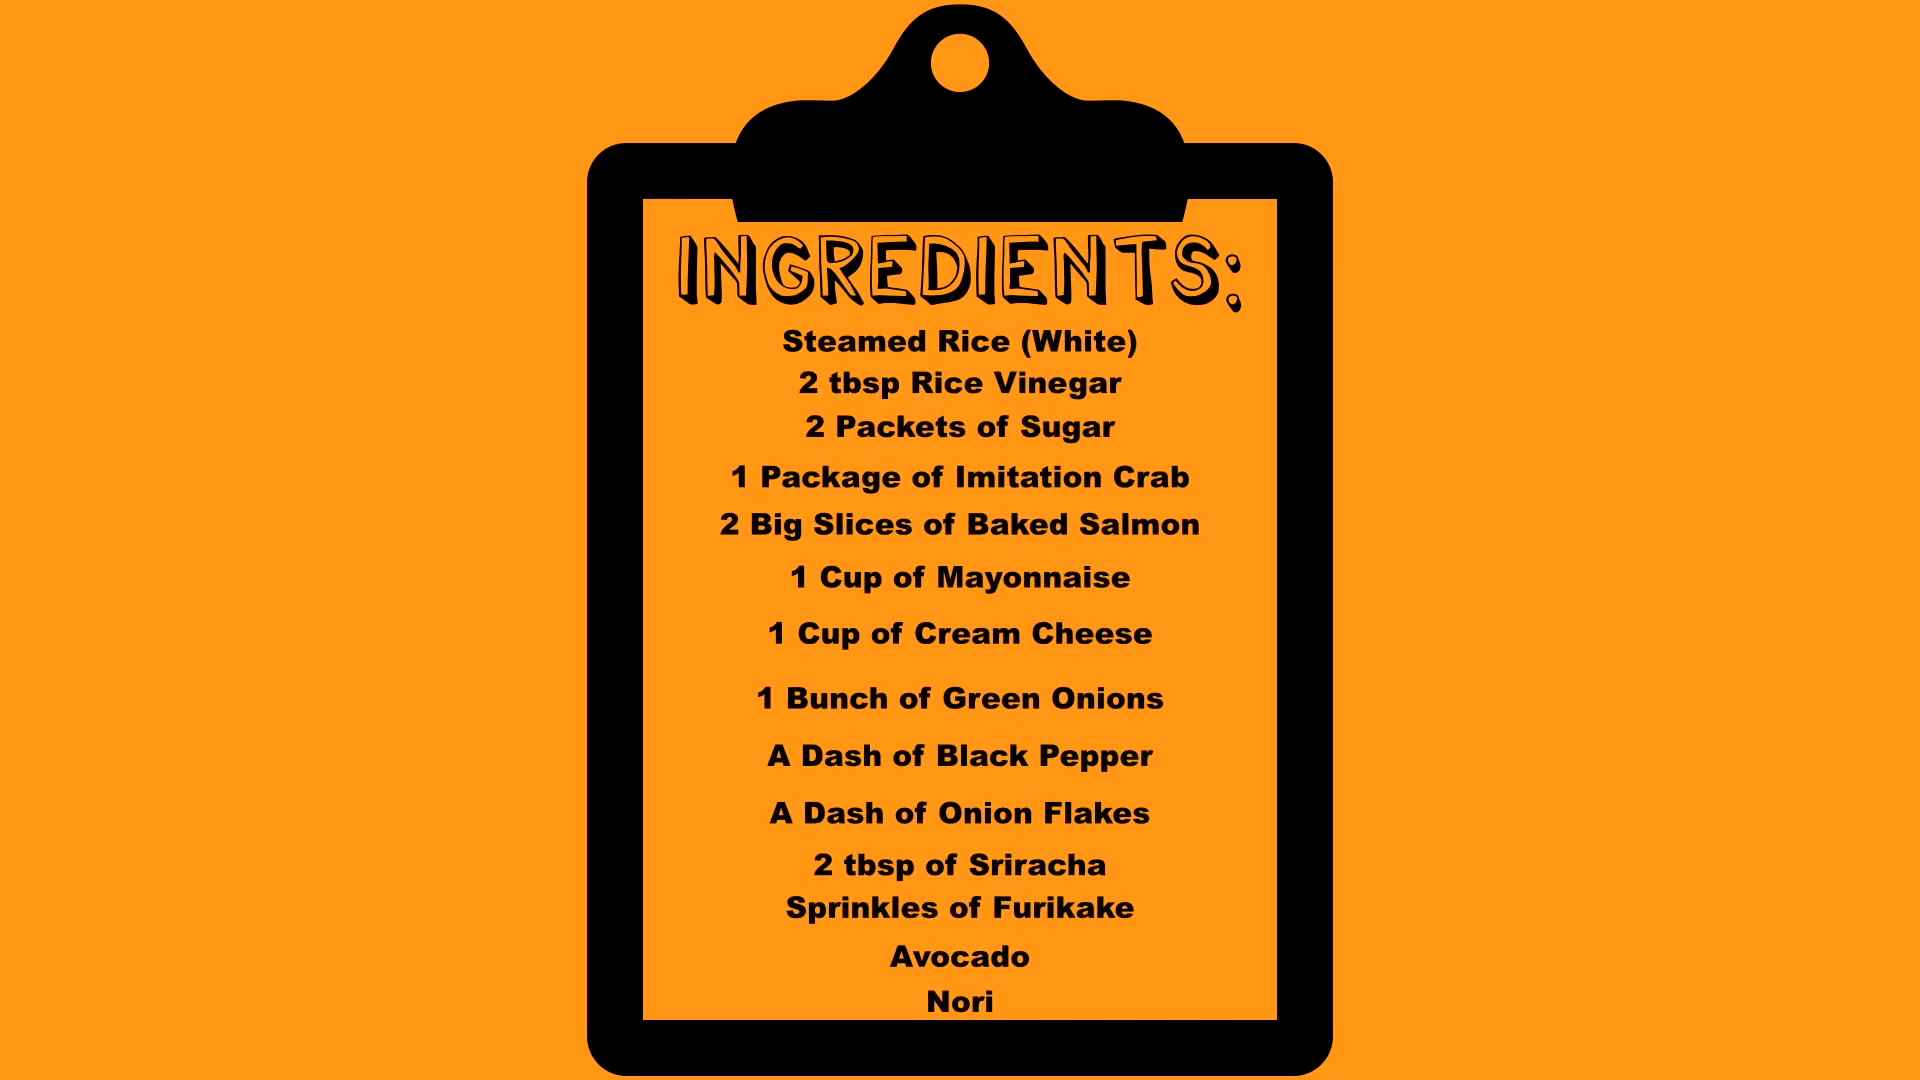 INGREDIENTS:
Steamed Rice (White)
2 tbsp Rice Vinegar
2 Packets of Sugar
1 Package of Imitation Crab
2 Big Slices of Baked Salmon
1 Cup of Mayonnaise
1 Cup of Cream Cheese
1 Bunch of Green Onions
A Dash of Black Pepper
A Dash of Onion Flakes
2 tbsp of Sriracha
Sprinkles of Furikake
Avocado
Nori